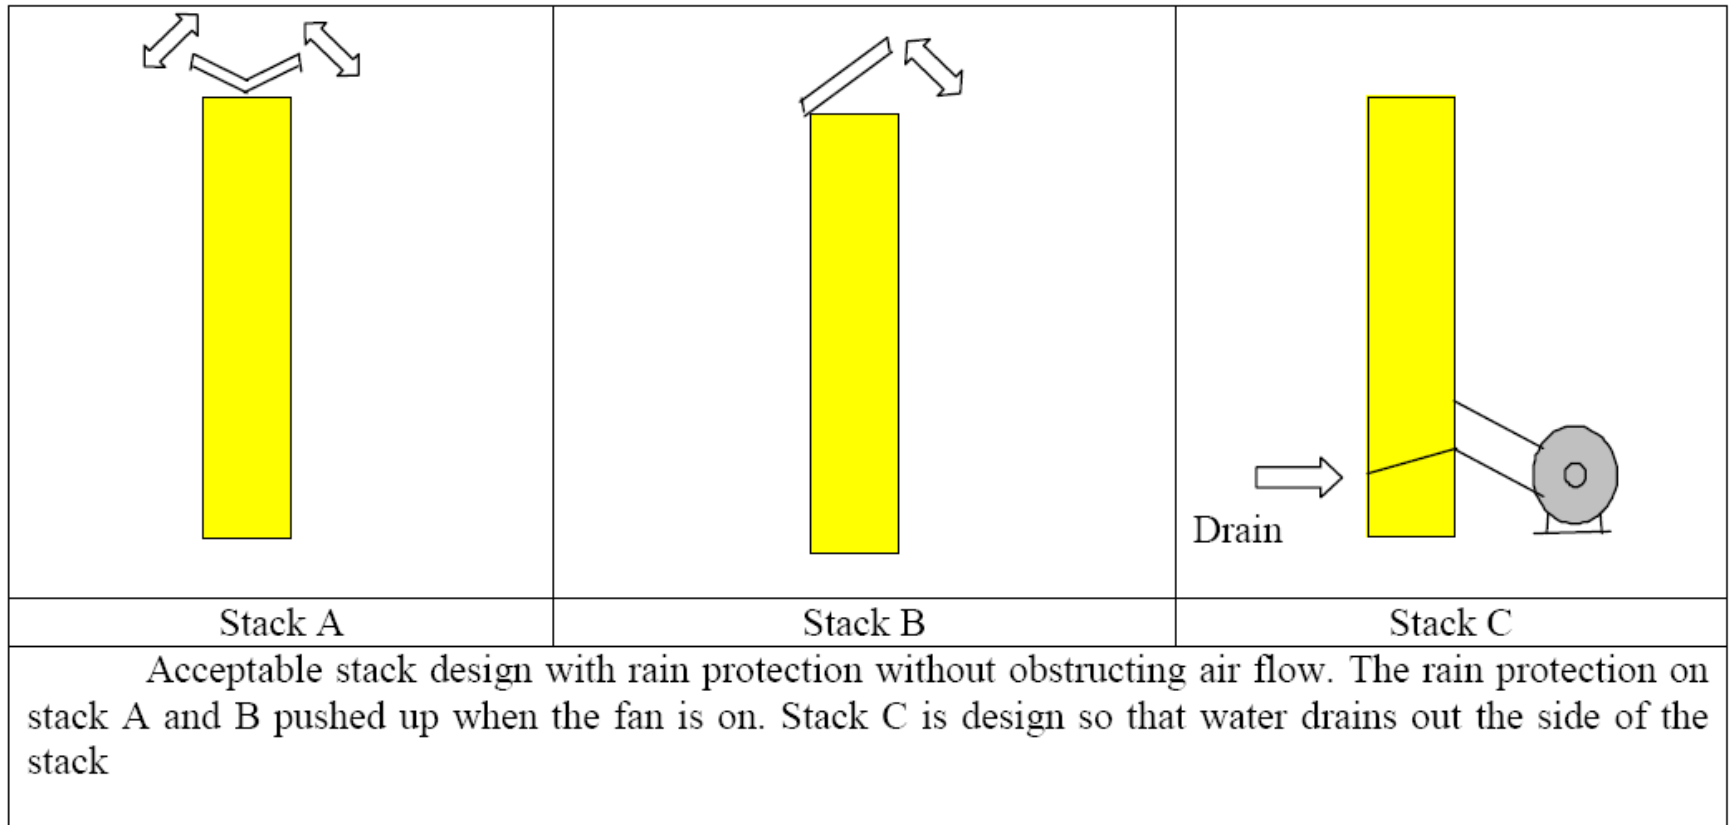 Drain
Stack A
Stack B
Stack C
Acceptable stack design with rain protection without obstructing air flow. The rain protection on
stack A and B pushed up when the fan is on. Stack C is design so that water drains out the side of the
stack